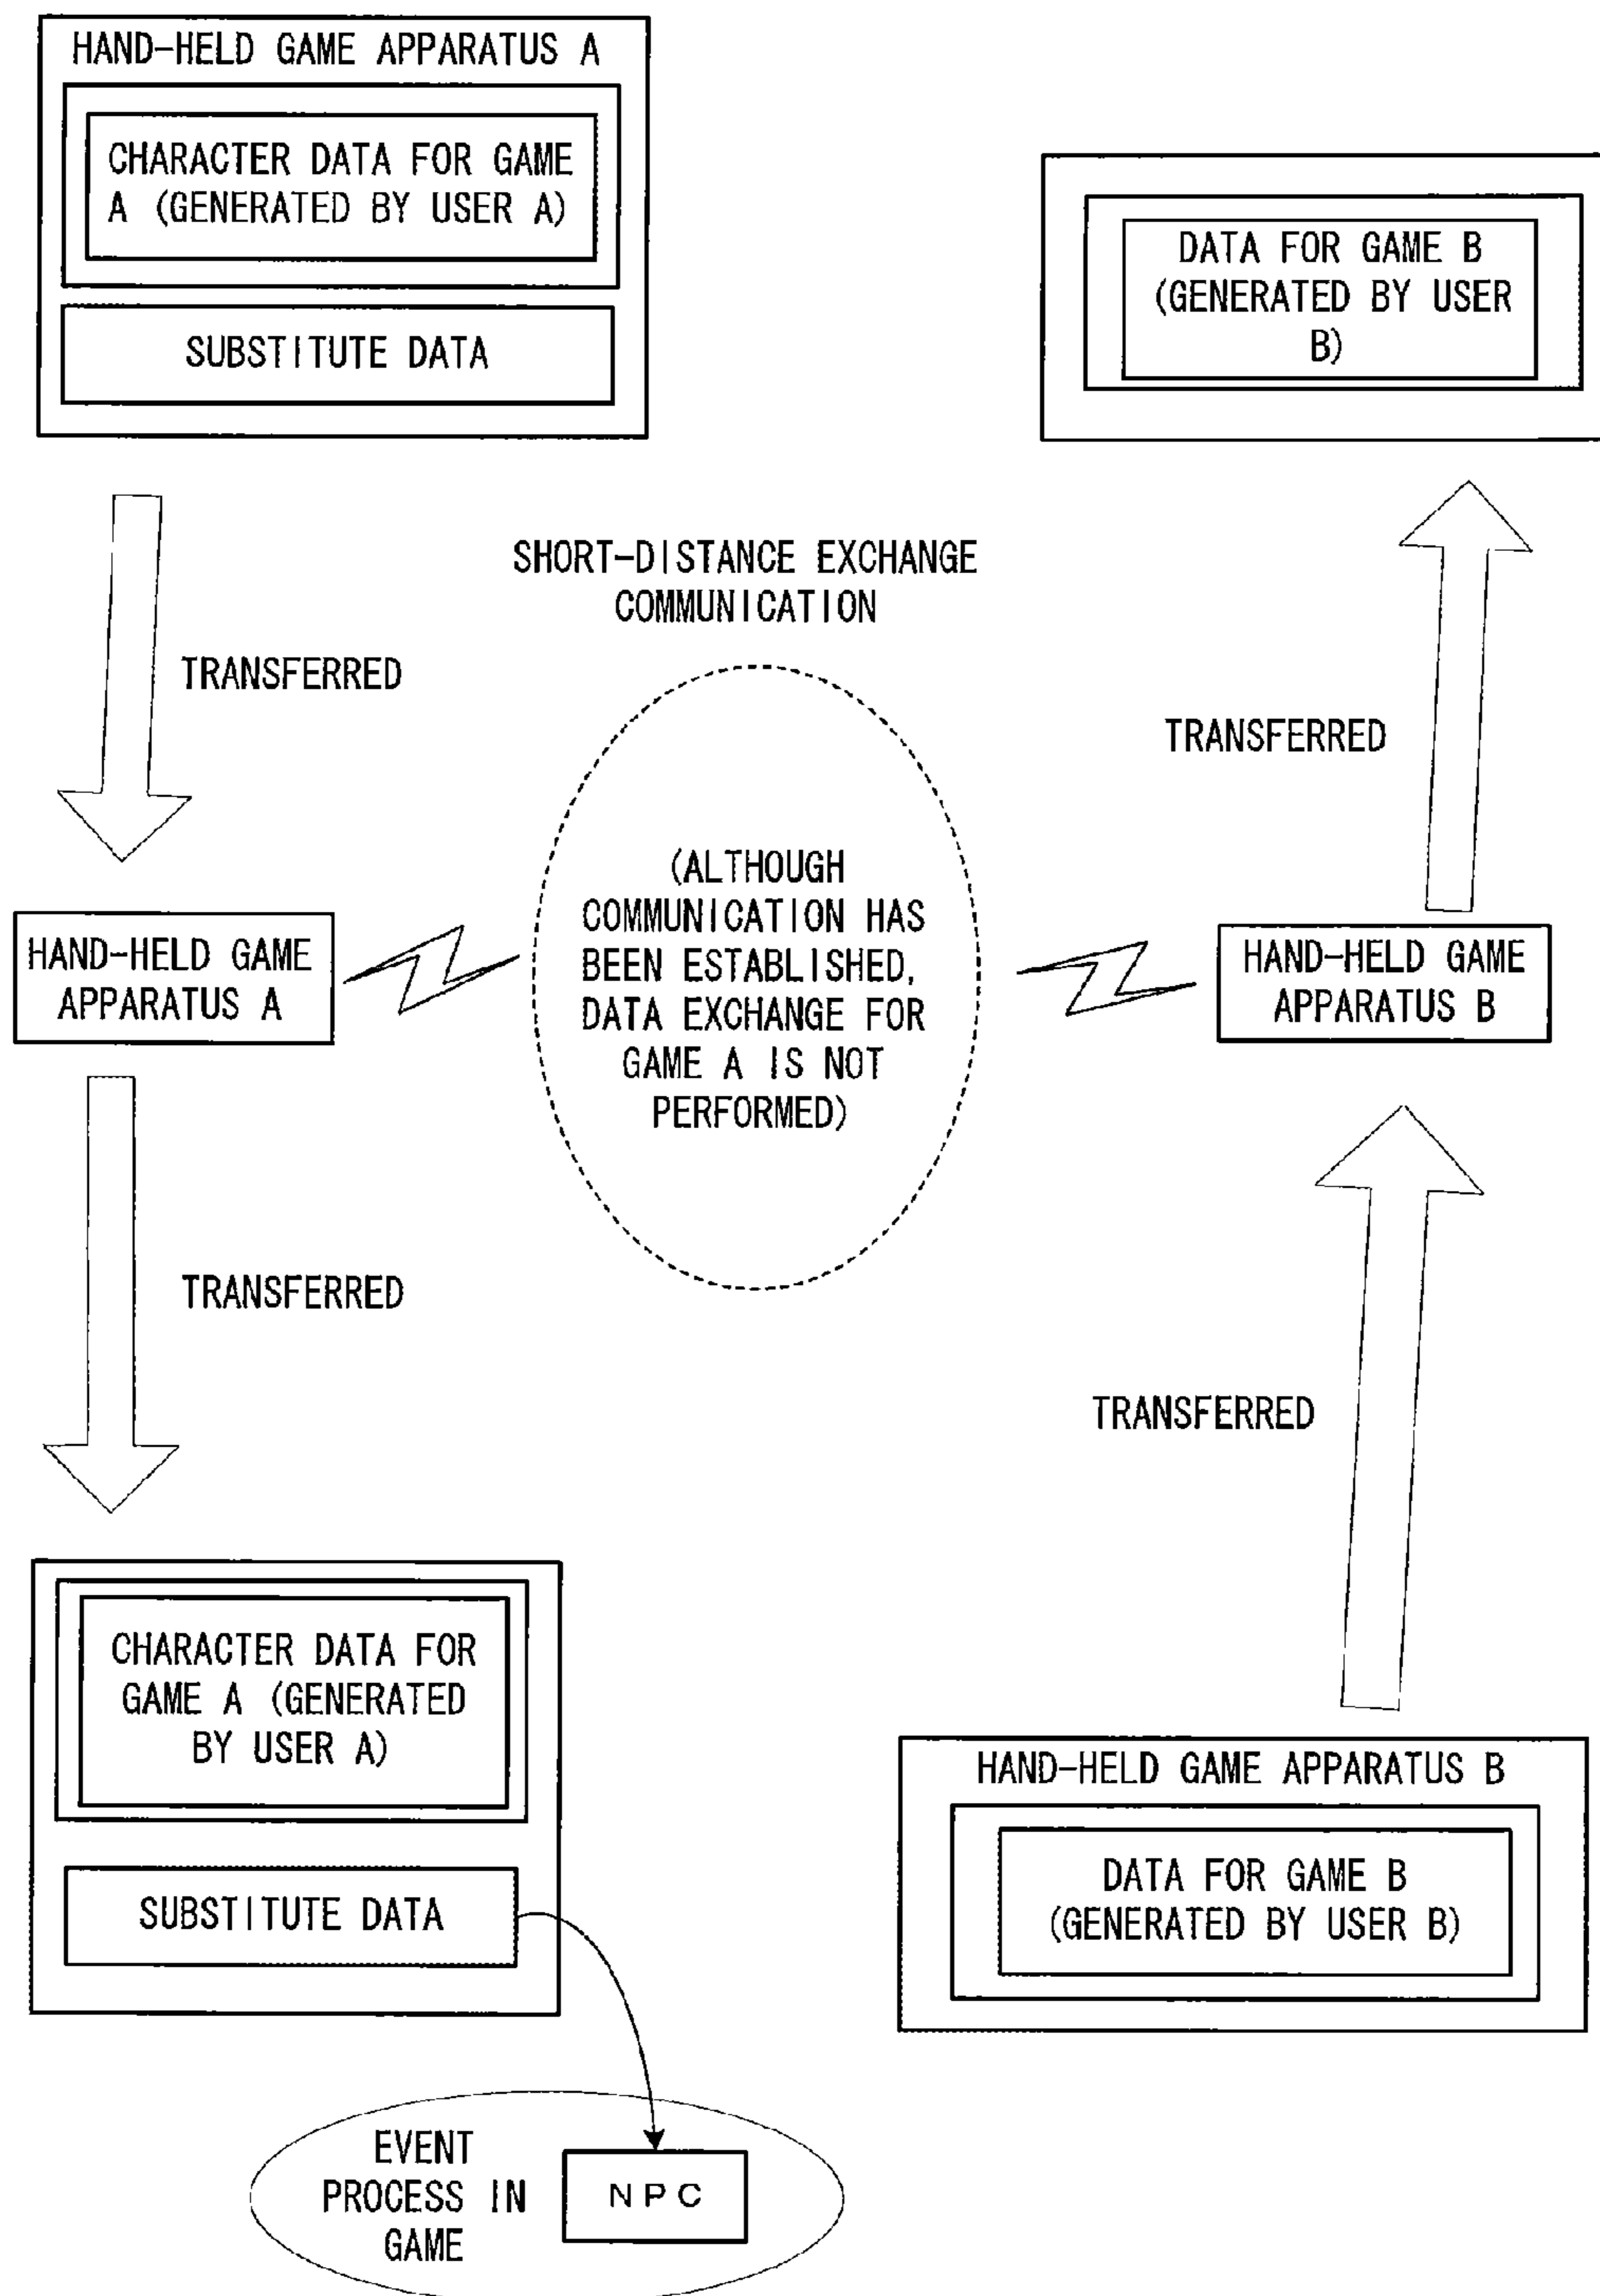 HAND-HELD GAME APPARATUS A
CHARACTER DATA FOR GAME
A (GENERATED BY USER A)
SUBSTITUTE DATA
DATA FOR GAME B
(GENERATED BY USER
B)
SHORT-DISTANCE EXCHANGE
COMMUNICATION
TRANSFERRED
TRANSFERRED
(ALTHOUGH
COMMUNICATION HAS
BEEN ESTABLISHED,
DATA EXCHANGE FOR
GAME A IS NOT
PERFORMED)
HAND-HELD GAME
APPARATUS A
HAND-HELD GAME
APPARATUS B
TRANSFERRED
TRANSFERRED
CHARACTER DATA FOR
GAME A (GENERATED
BY USER A)
SUBSTITUTE DATA
HAND-HELD GAME APPARATUS B
DATA FOR GAME B
(GENERATED BY USER B)
EVENT
PROCESS IN
GAME
NPC